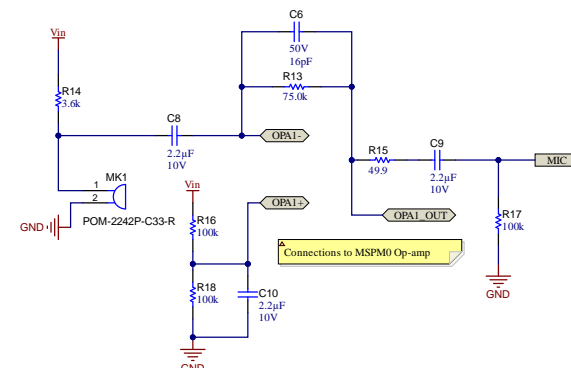 C6
50V
16pF
R13
75.0k
Vin
R14
3.6k
C8
2.2µF
10V
OPA1-
R15
49.9
C9
2.2µF
10V
MIC
MK1
1
2
POM-2242P-C33-R
GND
Vin
OPA1+
OPA1_OUT
R16
100k
R17
100k
Connections to MSPM0 Op-amp
R18
100k
C10
2.2µF
10V
GND
GND